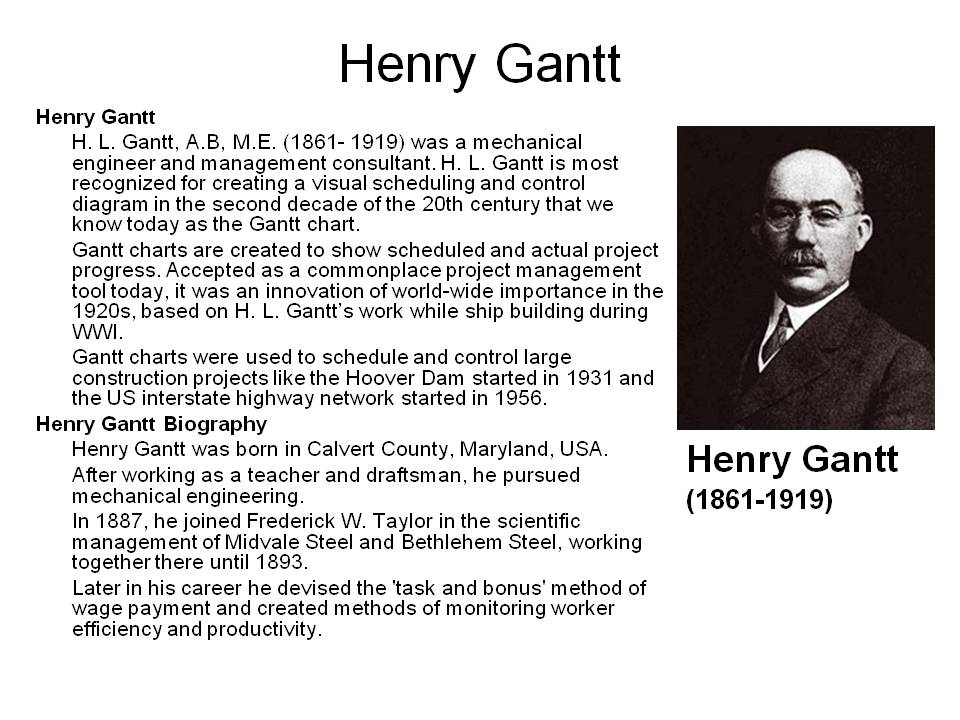 Henry Gantt
Henry Gantt
H. L. Gantt, A.B, M.E. (1861- 1919) was a mechanical
engineer and management consultant. H. L. Gantt is most
recognized for creating a visual scheduling and control
diagram in the second decade of the 20th century that we
know today as the Gantt chart.
Gantt charts are created to show scheduled and actual project
progress. Accepted as a commonplace project management
tool today, it was an innovation of world-wide importance in the
1920s, based on H. L. Gantt's work while ship building during
WWI.
Gantt charts were used to schedule and control large
construction projects like the Hoover Dam started in 1931 and
the US interstate highway network started in 1956.
Henry Gantt Biography
Henry Gantt was born in Calvert County, Maryland, USA.
After working as a teacher and draftsman, he pursued
mechanical engineering.
In 1887, he joined Frederick W. Taylor in the scientific
management of Midvale Steel and Bethlehem Steel, working
together there until 1893.
Later in his career he devised the 'task and bonus' method of
wage payment and created methods of monitoring worker
efficiency and productivity.
Henry Gantt
(1861-1919)